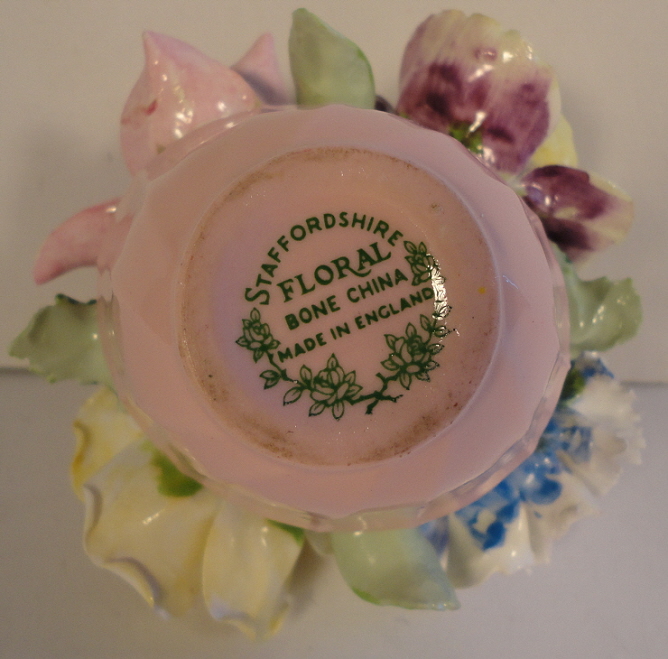 STAFFORDSHIRE
FLORAL
BONE CHINA
MADE IN ENGLAND